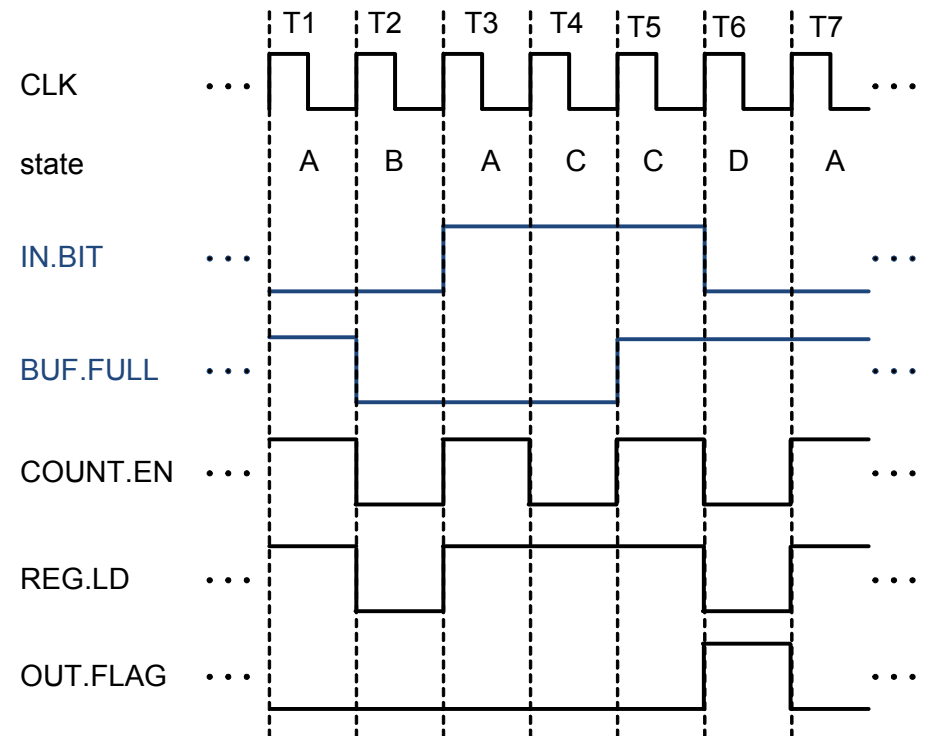 T1 T2 T3 T4 T5 T6 T7
CLK ... ...
state A B A C C D A
IN.BIT ... ...
BUF.FULL ... ...
COUNT.EN ... ...
REG.LD ... ...
OUT.FLAG ... ...